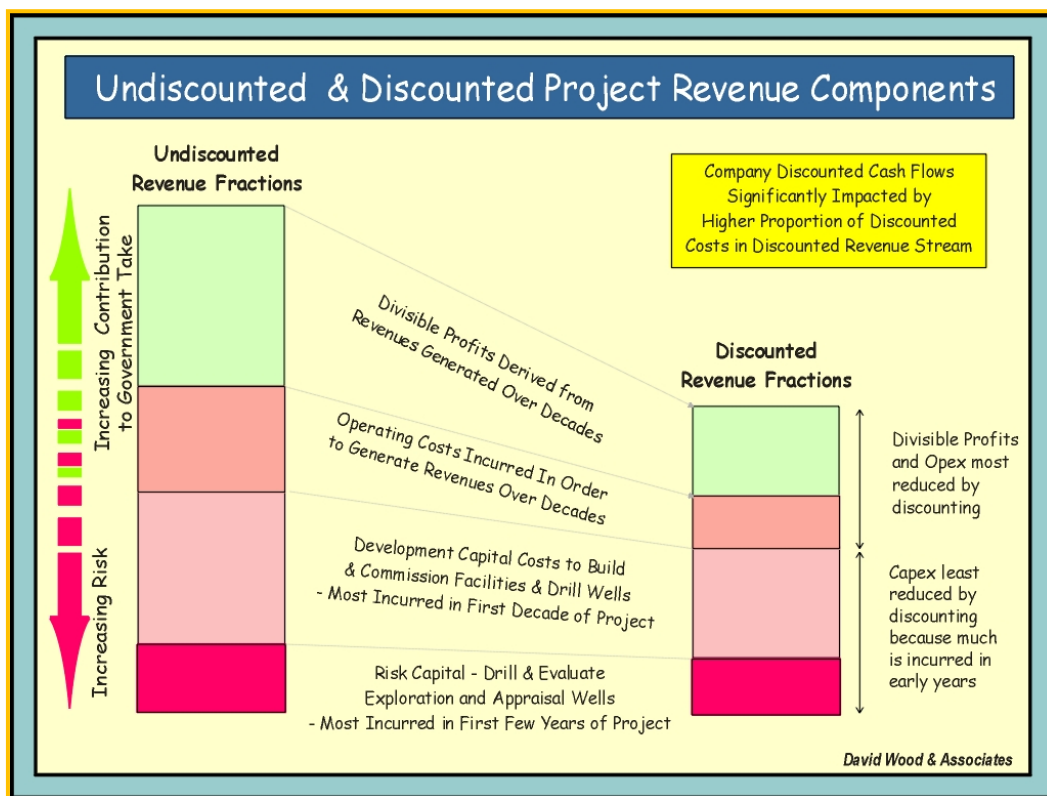 Undiscounted & Discounted Project Revenue Components
Undiscounted
Revenue Fractions
Company Discounted Cash Flows
Significantly Impacted by
Higher Proportion of Discounted
Costs in Discounted Revenue Stream
Increasing Contribution
to Government Take
Increasing Risk
Divisible Profits Derived from
Revenues Generated Over Decades
Operating Costs Incurred In Order
to Generate Revenues Over Decades
Development Capital Costs to Build
& Commission Facilities & Drill Wells
- Most Incurred in First Decade of Project
Risk Capital - Drill & Evaluate
Exploration and Appraisal Wells
- Most Incurred in First Few Years of Project
Discounted
Revenue Fractions
Divisible Profits
and Opex most
reduced by
discounting
Capex least
reduced by
discounting
because much
is incurred in
early years
David Wood & Associates